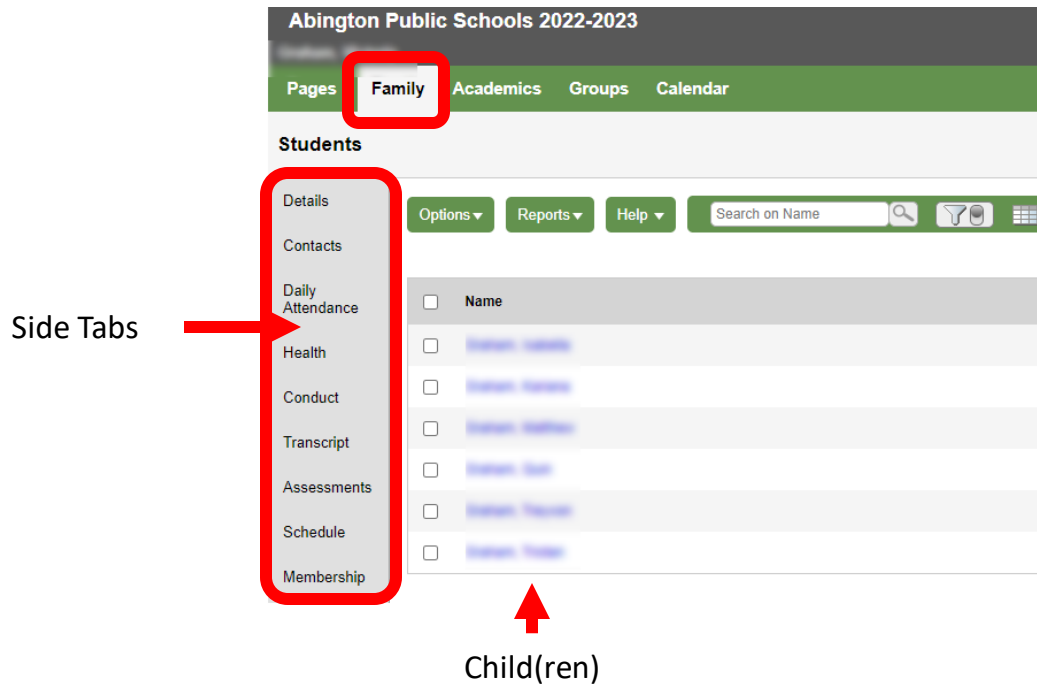 Abington Public Schools 2022-2023
Pages Family Academics Groups Calendar
Students
Details
Contacts
Daily
Attendance
Health
Conduct
Transcript
Assessments
Schedule
Membership
Options Reports Help Search on Name
Name
Side Tabs
Child(ren)